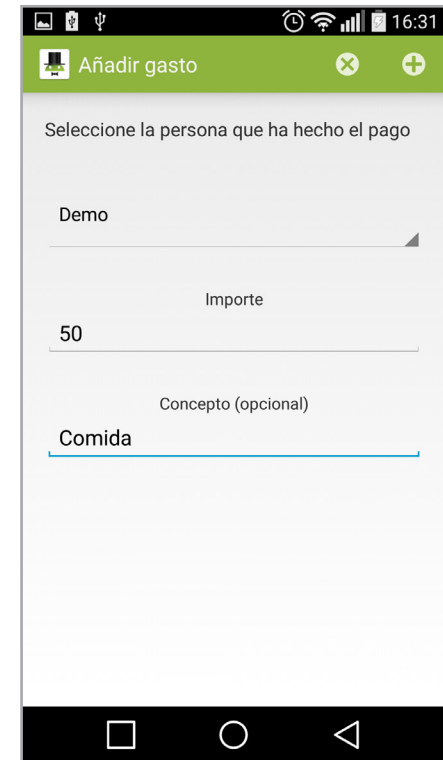 16:31
Añadir gasto
Seleccione la persona que ha hecho el pago
Demo
Importe
50
Concepto (opcional)
Comida